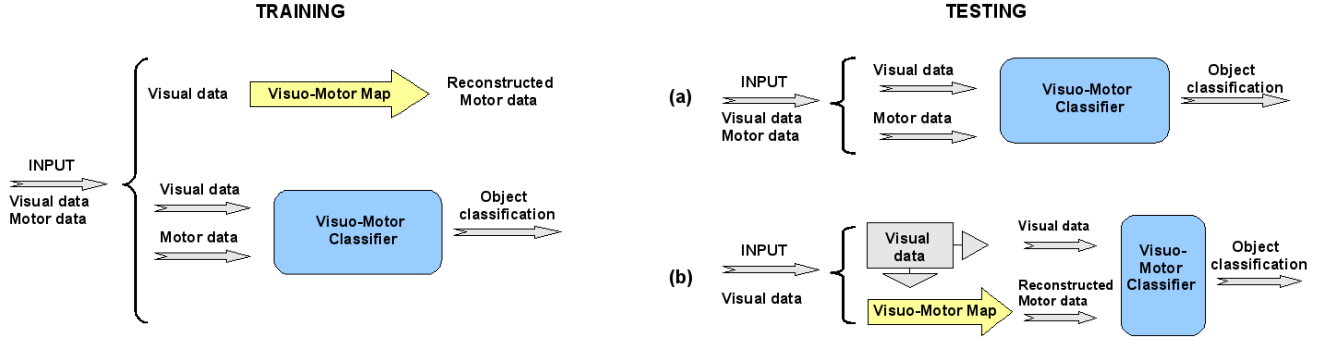 TRAINING
Visual data
Visuo-Motor Map
Reconstructed
Motor data
INPUT
Visual data
Motor data
Visual data
Motor data
Visuo-Motor
Classifier
Object
classification
TESTING
(a)
INPUT
Visual data
Motor data
Visual data
Motor data
Visuo-Motor
Classifier
Object
classification
(b)
INPUT
Visual data
Visual
data
Visuo-Motor Map
Visual data
Reconstructed
Motor data
Visuo-
Motor
Classifier
Object
classification